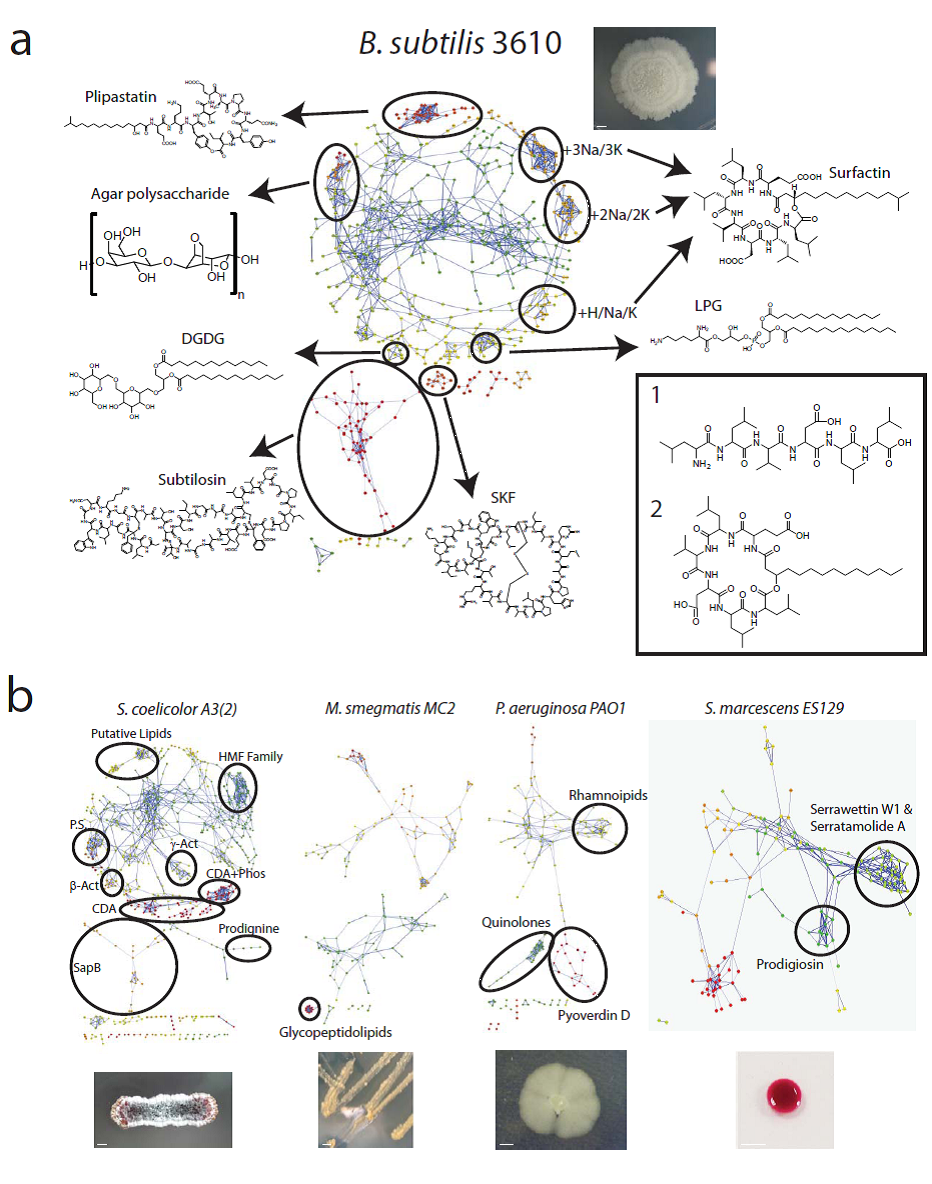 a
B. subtilis 3610
Plipastatin
+3Na/3K
Surfactin
Agar polysaccharide
+2Na/2K
n
+H/Na/K
LPG
DGDG
1
Subtilosin
SKF
2
b
S. coelicolor A3(2)
M. smegmatis MC2
P. aeruginosa PAO1
S. marcescens ES129
Putative Lipids
HMF Family
Rhamnoipids
Serrawettin W1 &
Serratamolide A
P.S.
γ-Act
β-Act
CDA+Phos
CDA
Prodignine
Quinolones
SapB
Prodigiosin
Pyoverdin D
Glycopeptidolipids